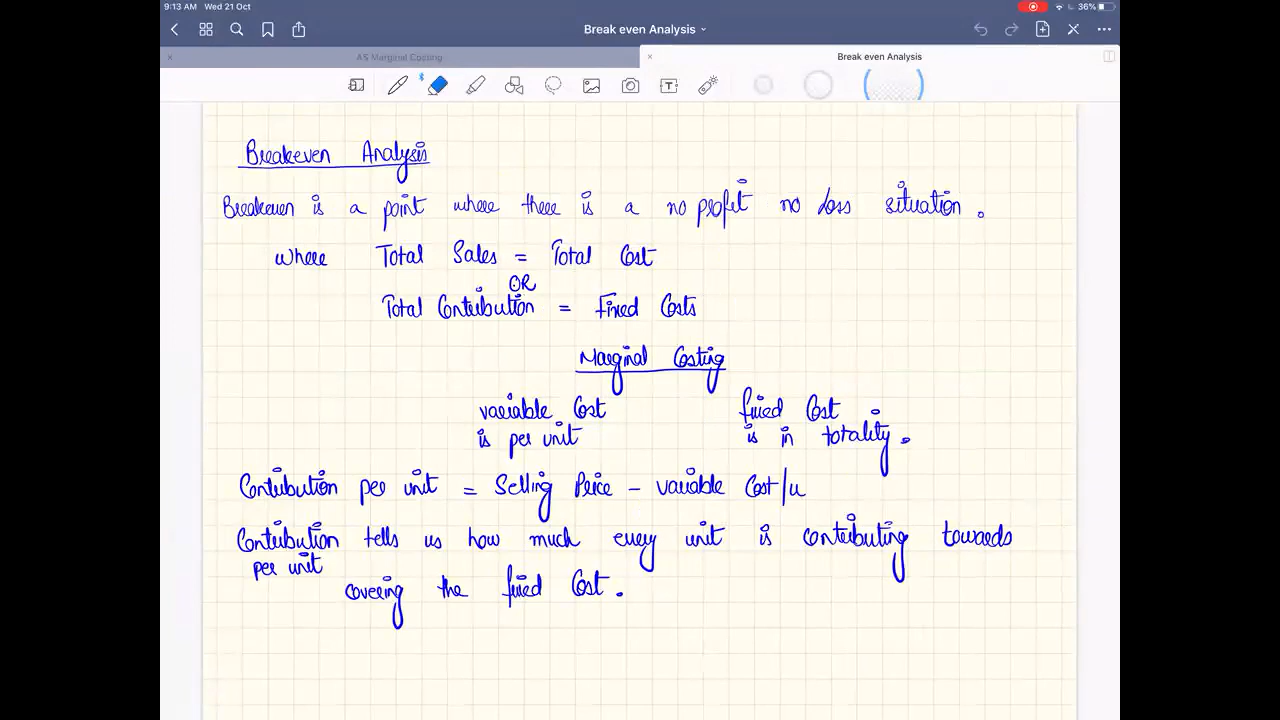 9:13 AM Wed 21 Oct
36%
Break even Analysis
AS Marginal Costing
Break even Analysis
Breakeven Analysis
Breakeven is a point where there is a no profit no loss situation.
where Total Sales = Total Cost
OR
Total Contribution = Fixed Costs
Marginal Costing
variable Cost fixed Cost
is per unit is in totality.
Contribution per unit = Selling Price - variable Cost/u
Contribution tells us how much every unit is contributing towards
per unit
covering the fixed Cost.